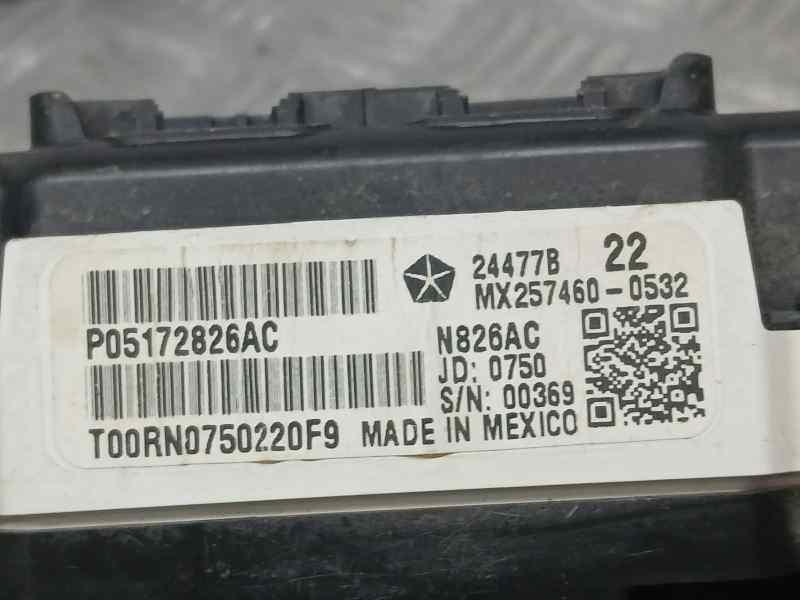 24477B 22
MX257460-0532
P05172826AC
N826AC
JD: 0750
S/N: 00369
T00RN0750220F9 MADE IN MEXICO